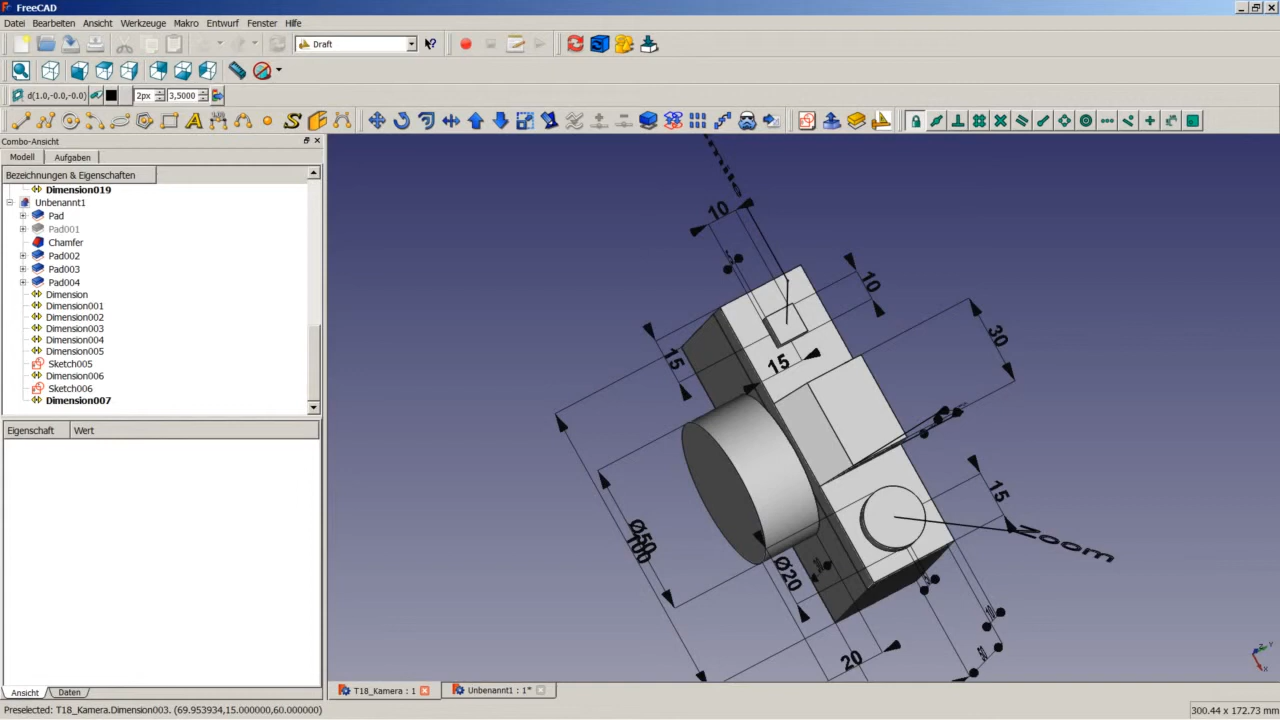 FreeCAD
Datei Bearbeiten Ansicht Werkzeuge Makro Entwurf Fenster Hilfe
Draft
d(1.0,-0.0,-0.0) 2px 3,5000
Combo-Ansicht
Modell Aufgaben
Bezeichnungen & Eigenschaften
Dimension019
Unbenannt1
Pad
Pad001
Chamfer
Pad002
Pad003
Pad004
Dimension
Dimension001
Dimension002
Dimension003
Dimension004
Dimension005
Sketch005
Dimension006
Sketch006
Dimension007
Eigenschaft Wert
10
10
30
15
15
15
Ø50
100
Ø20
Zoom
20
Ansicht Daten
T18_Kamera : 1 Unbenannt1 : 1*
Preselected: T18_Kamera.Dimension003. (69.953934,15.000000,60.000000)
300.44 x 172.73 mm